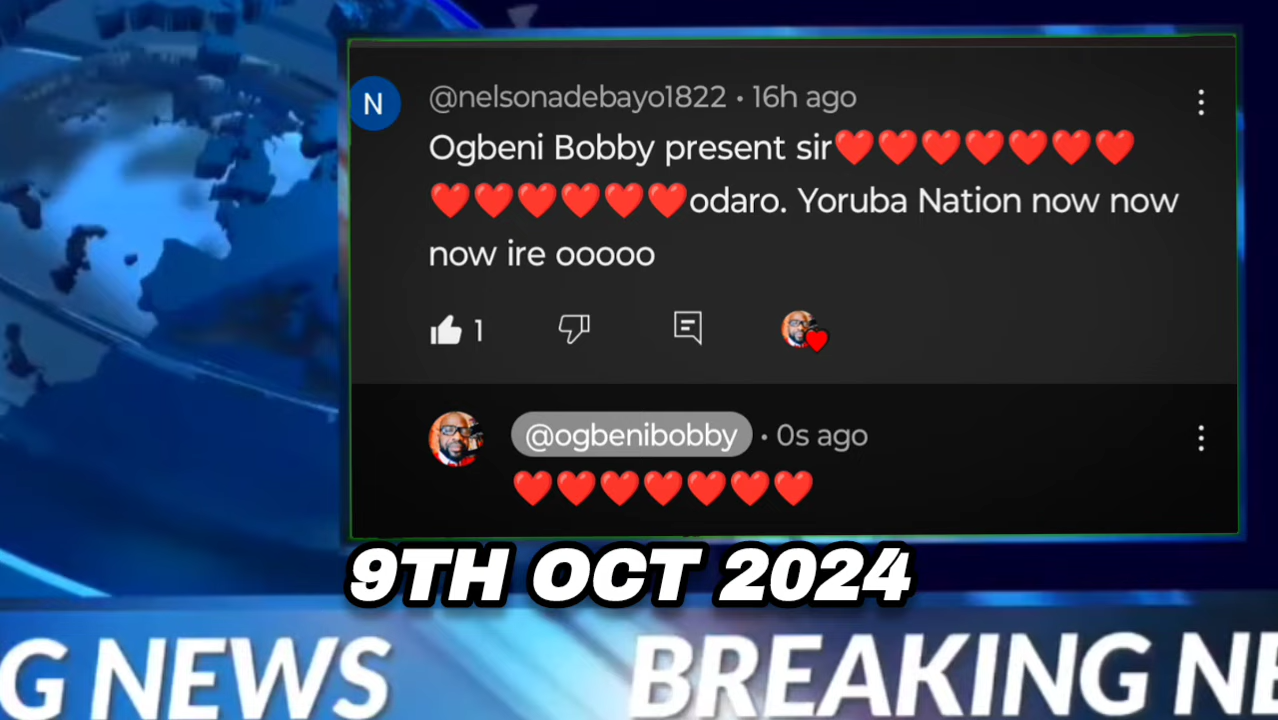 N
@nelsonadebayo1822 • 16h ago
Ogbeni Bobby present sir❤️❤️❤️❤️❤️❤️❤️
❤️❤️❤️❤️❤️❤️odaro. Yoruba Nation now now
now ire ooooo
1
@ogbenibobby • 0s ago
❤️❤️❤️❤️❤️❤️❤️
9TH OCT 2024
G NEWS BREAKING NE